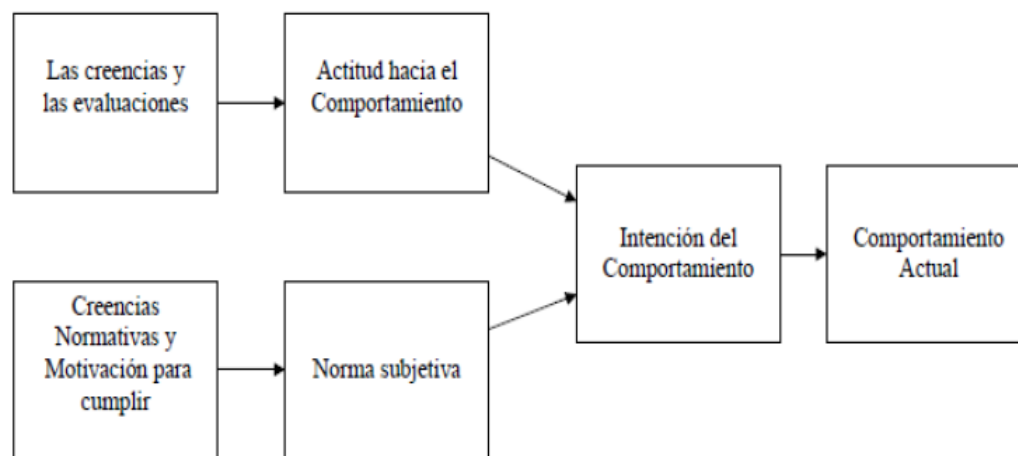 Las creencias y
las evaluaciones
Actitud hacia el
Comportamiento
Creencias
Normativas y
Motivación para
cumplir
Norma subjetiva
Intención del
Comportamiento
Comportamiento
Actual